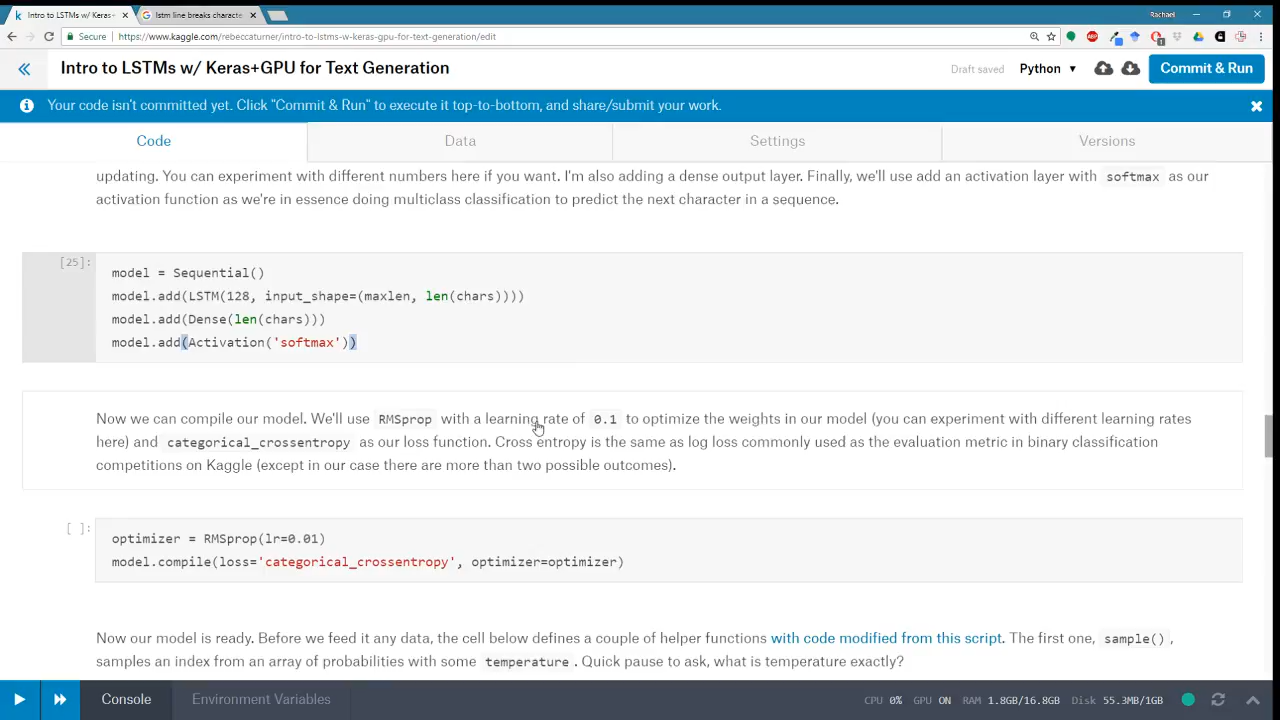 Intro to LSTMs w/ Keras+
lstm line breaks characte
Rachael
Secure
https://www.kaggle.com/rebeccaturner/intro-to-lstms-w-keras-gpu-for-text-generation/edit
Intro to LSTMs w/ Keras+GPU for Text Generation
Draft saved
Python
Commit & Run
Your code isn't committed yet. Click "Commit & Run" to execute it top-to-bottom, and share/submit your work.
Code
Data
Settings
Versions
updating. You can experiment with different numbers here if you want. I'm also adding a dense output layer. Finally, we'll use add an activation layer with softmax as our
activation function as we're in essence doing multiclass classification to predict the next character in a sequence.
[25]:
model = Sequential()
model.add(LSTM(128, input_shape=(maxlen, len(chars))))
model.add(Dense(len(chars)))
model.add(Activation('softmax'))
Now we can compile our model. We'll use RMSprop with a learning rate of 0.1 to optimize the weights in our model (you can experiment with different learning rates
here) and categorical_crossentropy as our loss function. Cross entropy is the same as log loss commonly used as the evaluation metric in binary classification
competitions on Kaggle (except in our case there are more than two possible outcomes).
[ ]:
optimizer = RMSprop(lr=0.01)
model.compile(loss='categorical_crossentropy', optimizer=optimizer)
Now our model is ready. Before we feed it any data, the cell below defines a couple of helper functions with code modified from this script. The first one, sample(),
samples an index from an array of probabilities with some temperature. Quick pause to ask, what is temperature exactly?
Console
Environment Variables
CPU 0% GPU ON RAM 1.8GB/16.8GB Disk 55.3MB/1GB